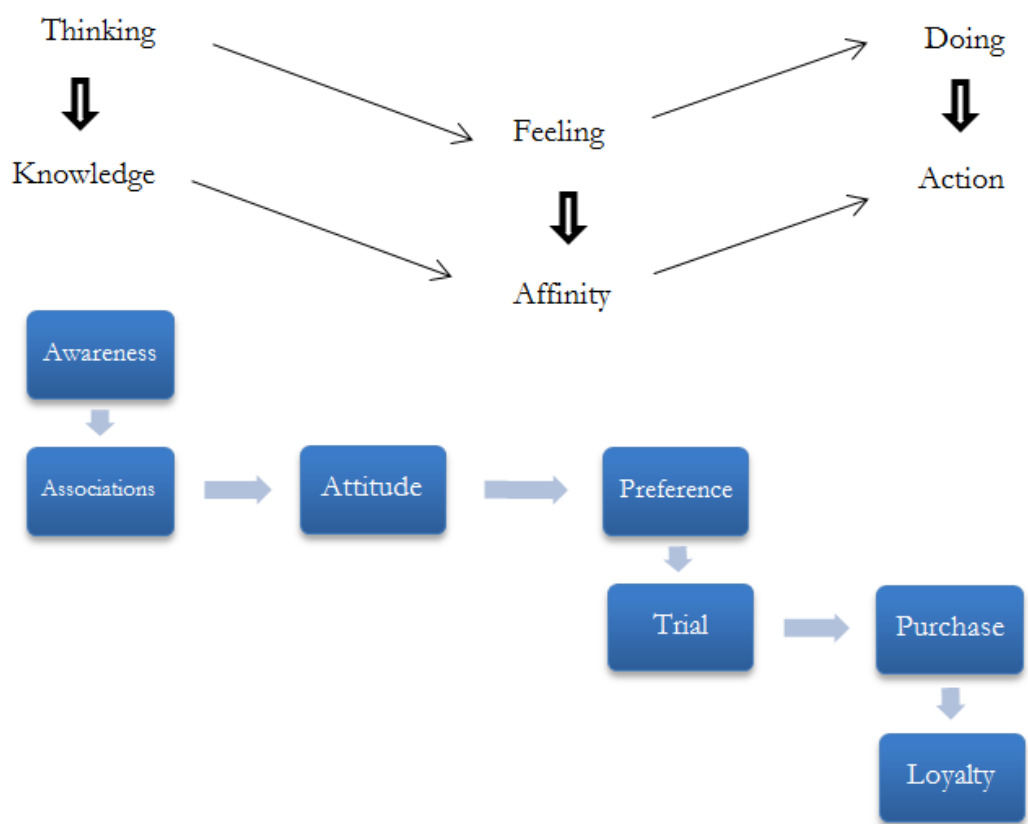 Thinking
Doing
Feeling
Knowledge
Action
Affinity
Awareness
Associations
Attitude
Preference
Trial
Purchase
Loyalty